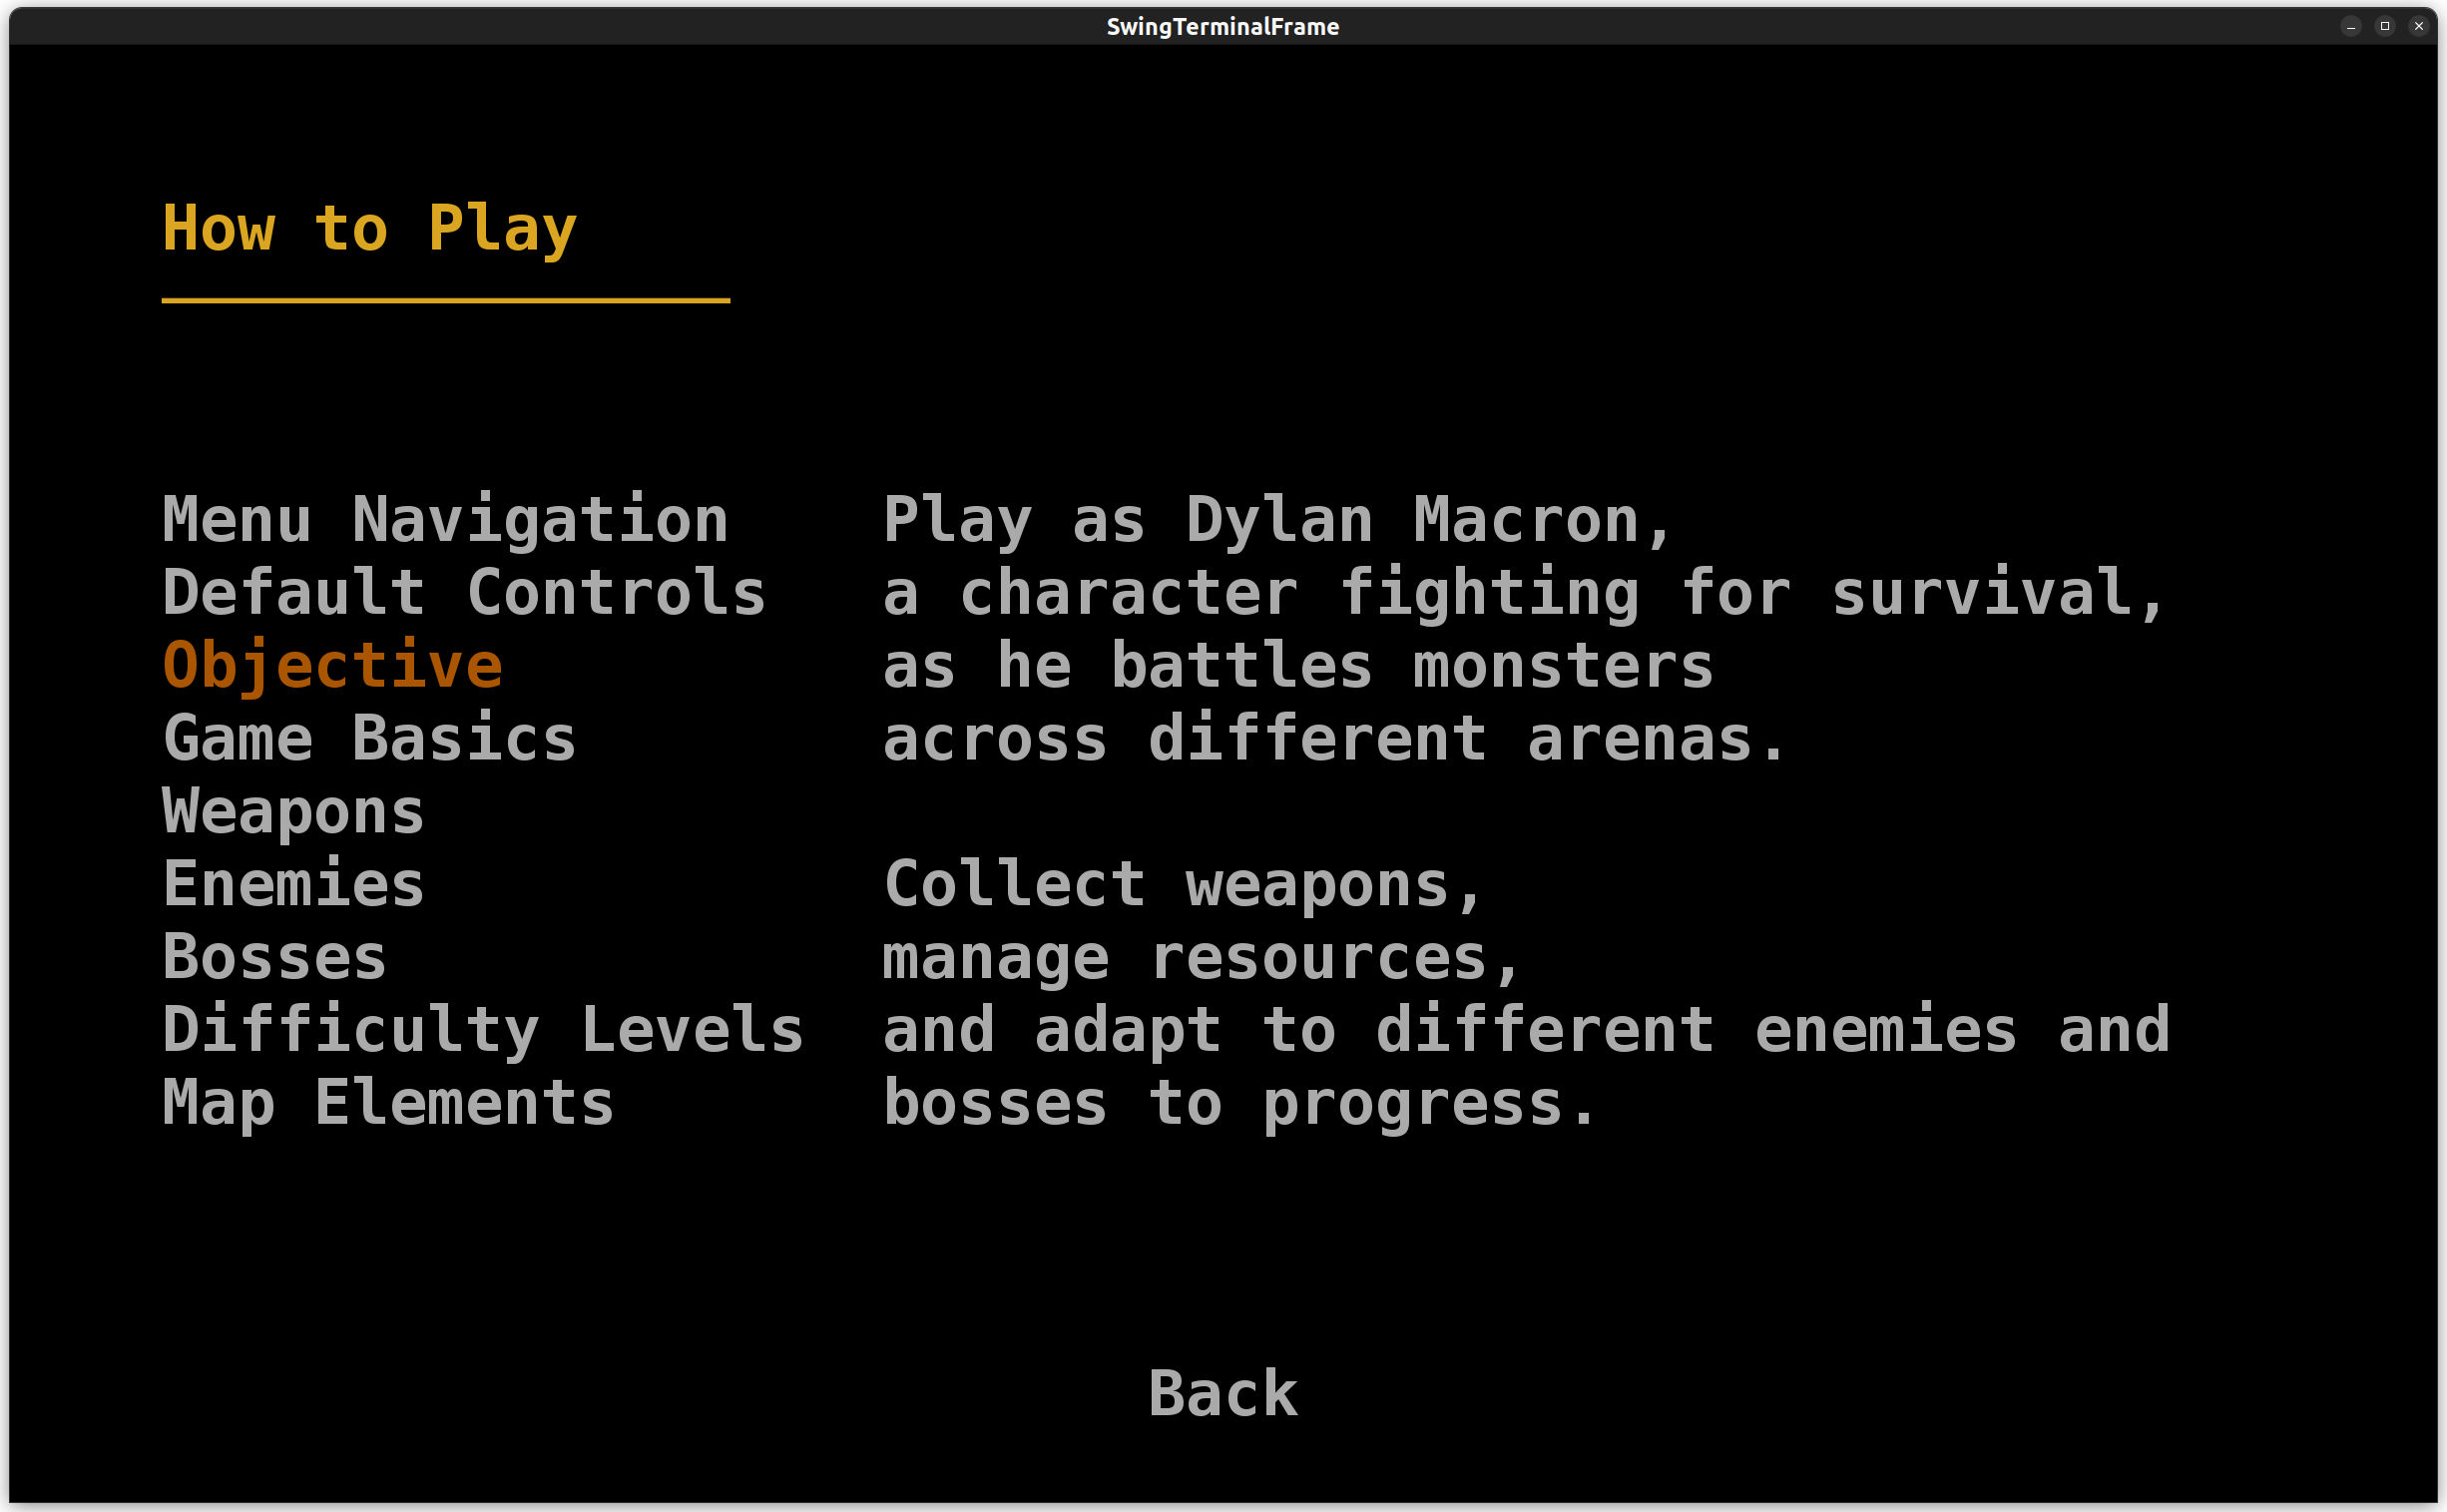 SwingTerminalFrame
How to Play
Menu Navigation
Default Controls
Objective
Game Basics
Weapons
Enemies
Bosses
Difficulty Levels
Map Elements
Play as Dylan Macron,
a character fighting for survival,
as he battles monsters
across different arenas.
Collect weapons,
manage resources,
and adapt to different enemies and
bosses to progress.
Back